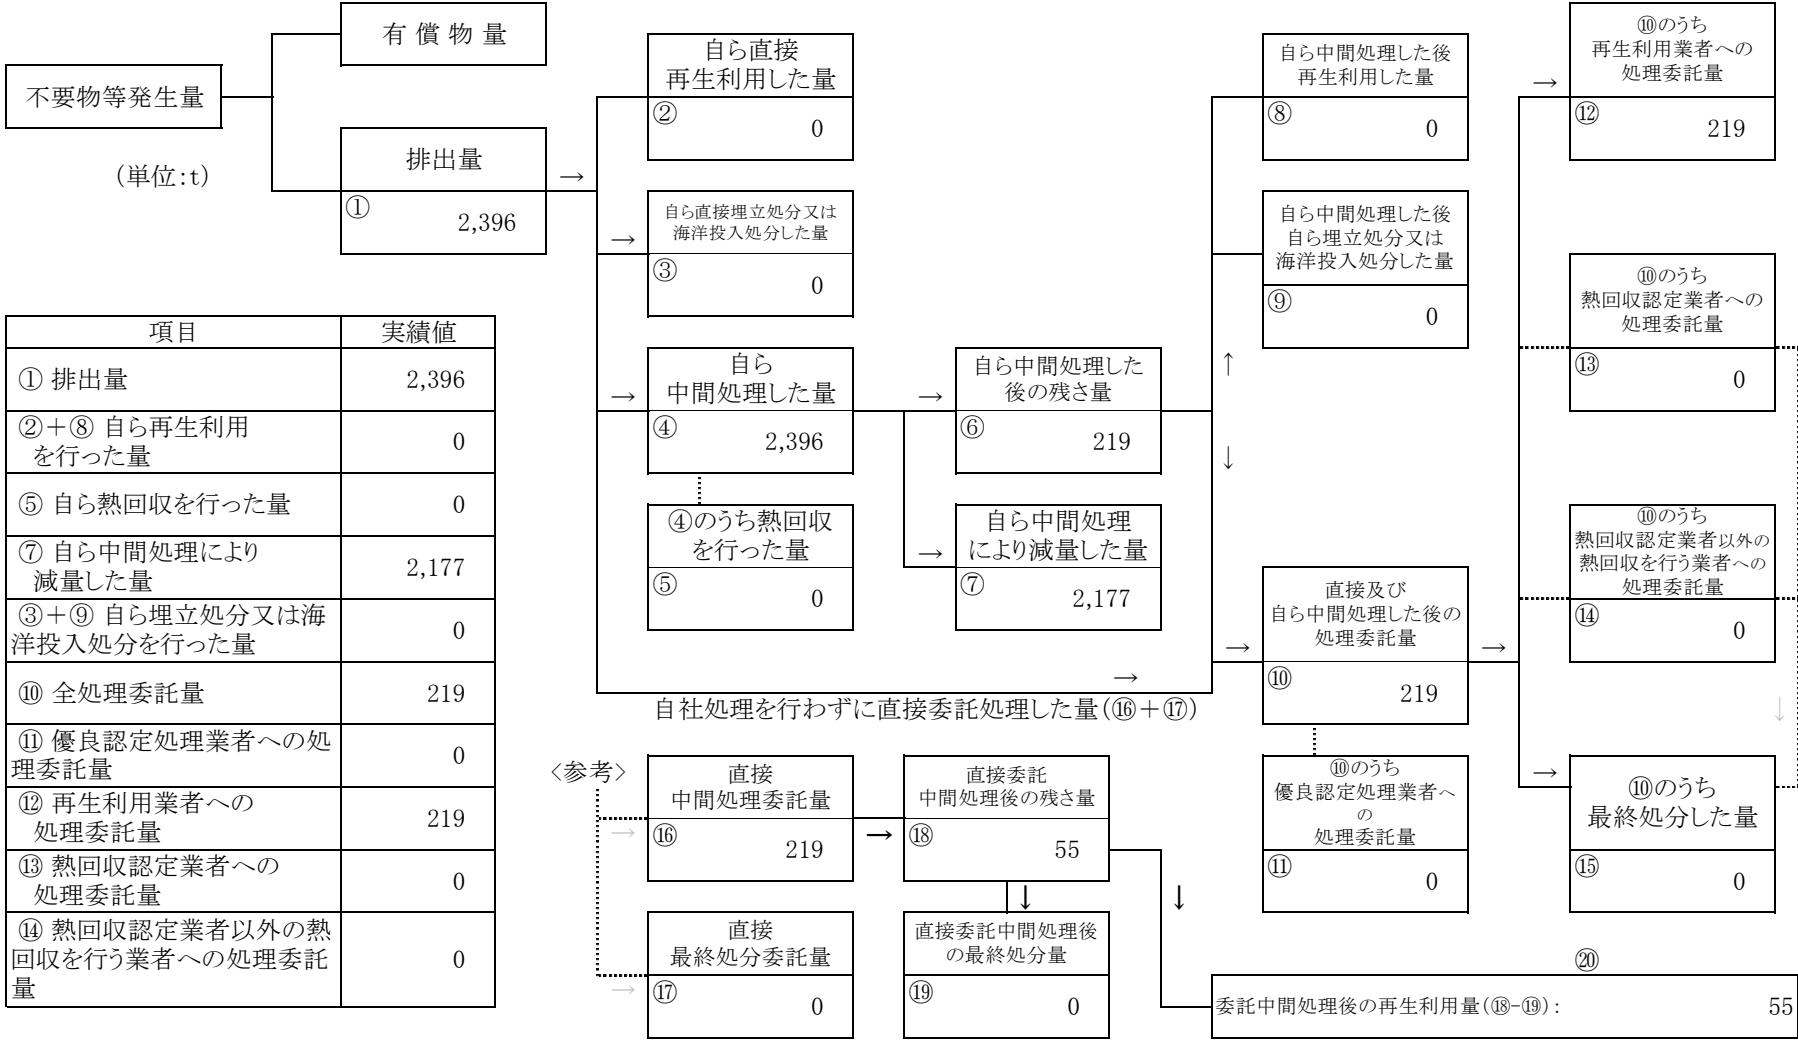 有償物量
不要物等発生量
(単位:t)
排出量
①
2,396
→
自ら直接
再生利用した量
②
0
→
自ら直接埋立処分又は
海洋投入処分した量
③
0
→
自ら
中間処理した量
④
2,396
④のうち熱回収
を行った量
⑤
0
→
自ら中間処理した
後の残さ量
⑥
219
→
自ら中間処理
により減量した量
⑦
2,177
↑
↓
自ら中間処理した後
再生利用した量
⑧
0
自ら中間処理した後
自ら埋立処分又は
海洋投入処分した量
⑨
0
→
自社処理を行わずに直接委託処理した量(⑯+⑰)
→
直接及び
自ら中間処理した後の
処理委託量
⑩
219
→
⑩のうち
優良認定処理業者へ
の
処理委託量
⑪
0
→
⑩のうち
再生利用業者への
処理委託量
⑫
219
⑩のうち
熱回収認定業者への
処理委託量
⑬
0
⑩のうち
熱回収認定業者以外の
熱回収を行う業者への
処理委託量
⑭
0
↓
→
⑩のうち
最終処分した量
⑮
0
項目 実績値
① 排出量 2,396
②+⑧ 自ら再生利用
を行った量 0
⑤ 自ら熱回収を行った量 0
⑦ 自ら中間処理により
減量した量 2,177
③+⑨ 自ら埋立処分又は海
洋投入処分を行った量 0
⑩ 全処理委託量 219
⑪ 優良認定処理業者への処
理委託量 0
⑫ 再生利用業者への
処理委託量 219
⑬ 熱回収認定業者への
処理委託量 0
⑭ 熱回収認定業者以外の熱
回収を行う業者への処理委託
量 0
<参考>
→
直接
中間処理委託量
⑯
219
→
直接委託
中間処理後の残さ量
⑱
55
↓
↓
→
直接
最終処分委託量
⑰
0
直接委託中間処理後
の最終処分量
⑲
0
⑳
委託中間処理後の再生利用量(⑱-⑲): 55